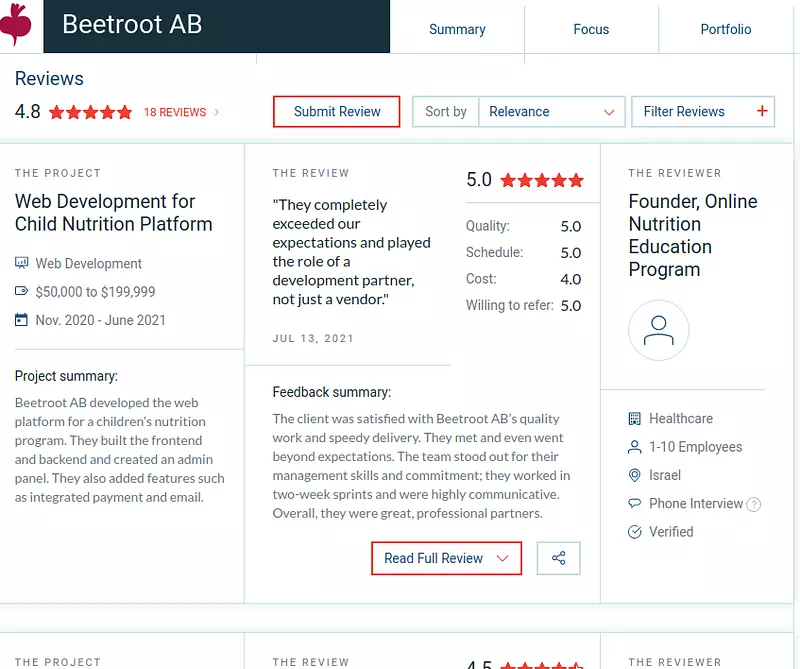 Beetroot AB
Summary
Focus
Portfolio
Reviews
4.8
18 REVIEWS
Submit Review
Sort by
Relevance
Filter Reviews +
THE PROJECT
Web Development for
Child Nutrition Platform
Web Development
$50,000 to $199,999
Nov. 2020 - June 2021
Project summary:
Beetroot AB developed the web
platform for a children's nutrition
program. They built the frontend
and backend and created an admin
panel. They also added features such
as integrated payment and email.
THE REVIEW
"They completely
exceeded our
expectations and played
the role of a
development partner,
not just a vendor."
JUL 13, 2021
5.0
Quality: 5.0
Schedule: 5.0
Cost: 4.0
Willing to refer: 5.0
Feedback summary:
The client was satisfied with Beetroot AB's quality
work and speedy delivery. They met and even went
beyond expectations. The team stood out for their
management skills and commitment; they worked in
two-week sprints and were highly communicative.
Overall, they were great, professional partners.
Read Full Review
THE REVIEWER
Founder, Online
Nutrition
Education
Program
Healthcare
1-10 Employees
Israel
Phone Interview ?
Verified
THE PROJECT
THE REVIEW
4.5
THE REVIEWER